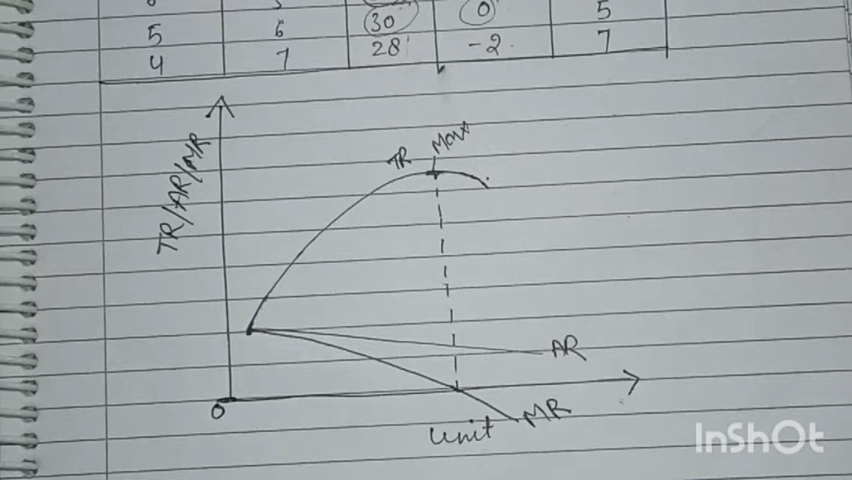 5 6 30 0 5
4 7 28 -2 7
TR/AR/MR
TR Max
AR
O
MR
Unit
InShOt